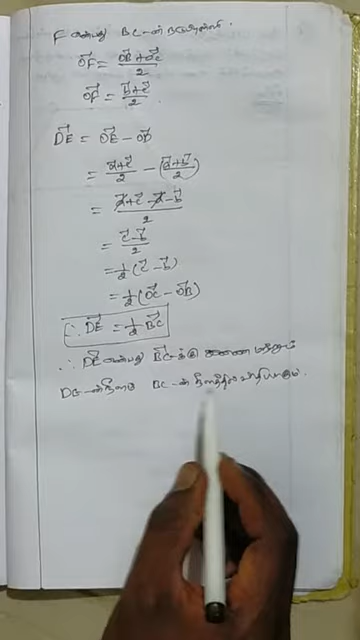 F என்பது BC-ன் நடுப்புள்ளி.
OF⃗ = (OB⃗ + OC⃗)/2
OF⃗ = (b⃗ + c⃗)/2
DE⃗ = OE⃗ - OD⃗
= (a⃗ + c⃗)/2 - ((a⃗ + b⃗)/2)
= (a⃗ + c⃗ - a⃗ - b⃗)/2
= (c⃗ - b⃗)/2
= 1/2 (c⃗ - b⃗)
= 1/2 (OC⃗ - OB⃗)
∴ DE⃗ = 1/2 BC⃗
∴ DE⃗ என்பது BC⃗ க்கு இணை மற்றும்
DE-ன் நீளம் BC-ன் நீளத்தில் பாதியாகும்.